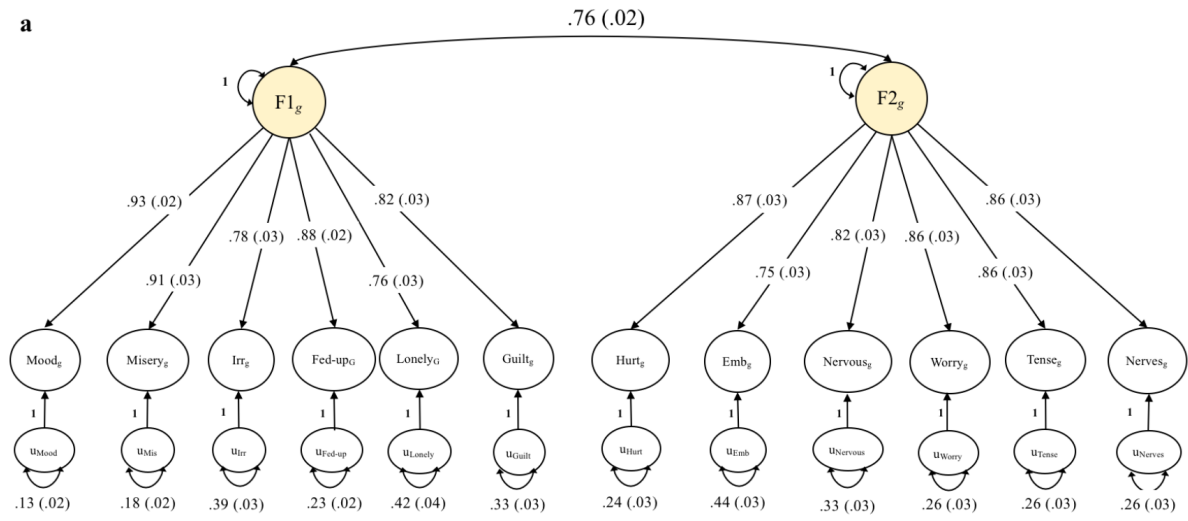 a
.76 (.02)
1
F1g
1
F2g
.93 (.02)
.91 (.03)
.78 (.03)
.88 (.02)
.76 (.03)
.82 (.03)
.87 (.03)
.75 (.03)
.82 (.03)
.86 (.03)
.86 (.03)
.86 (.03)
Moodg
Miseryg
Irrg
Fed-upG
LonelyG
Guiltg
Hurtg
Embg
Nervousg
Worryg
Tenseg
Nervesg
1
1
1
1
1
1
1
1
1
1
1
1
uMood
uMis
uIrr
uFed-up
uLonely
uGuilt
uHurt
uEmb
uNervous
uWorry
uTense
uNerves
.13 (.02)
.18 (.02)
.39 (.03)
.23 (.02)
.42 (.04)
.33 (.03)
.24 (.03)
.44 (.03)
.33 (.03)
.26 (.03)
.26 (.03)
.26 (.03)